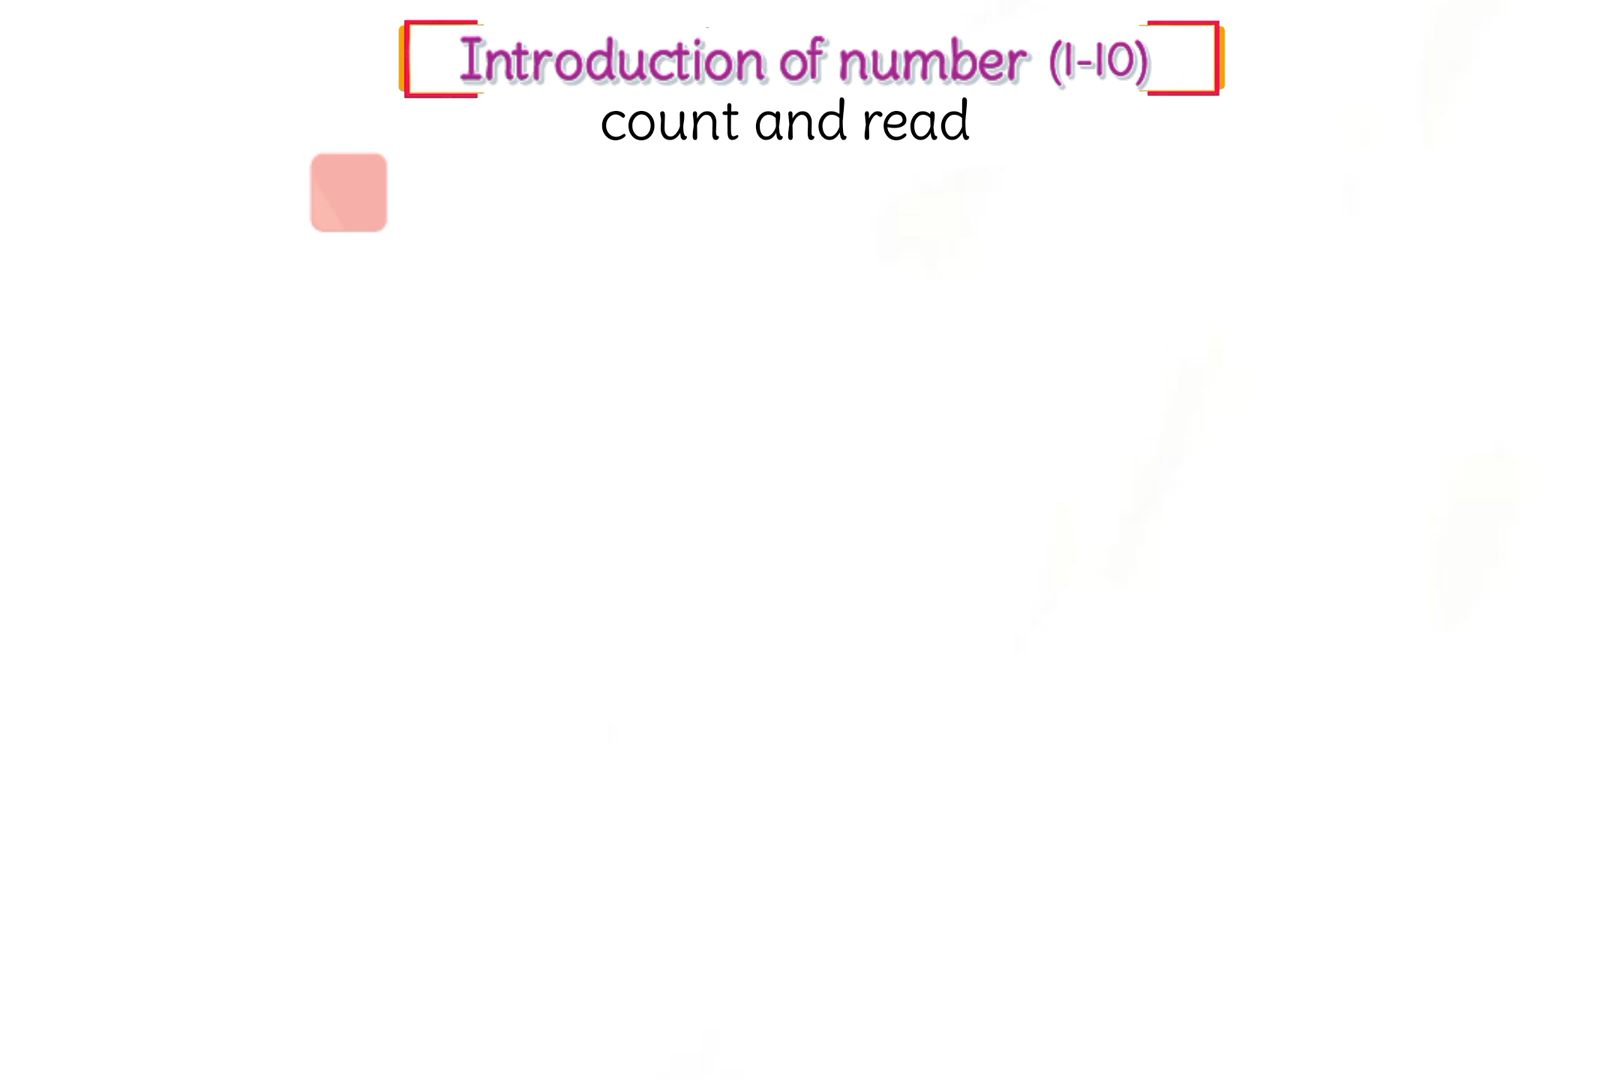 Introduction of number (1-10)
count and read